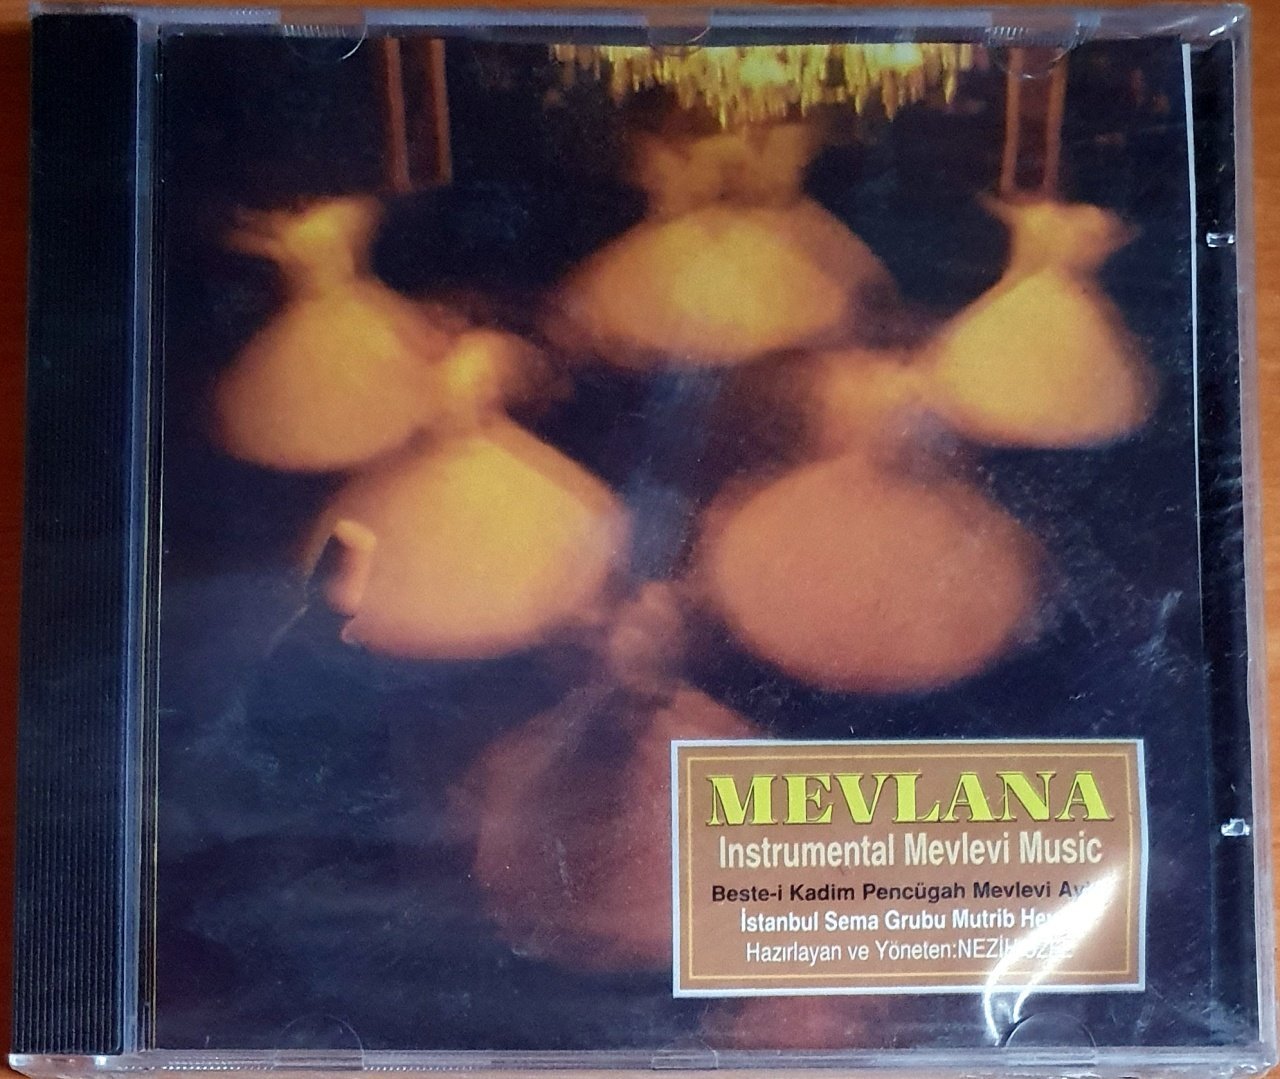 MEVLANA
Instrumental Mevlevi Music
Beste-i Kadim Pencügah Mevlevi
İstanbul Sema Grubu Mutrib
Hazırlayan ve Yöneten: